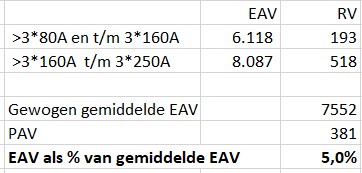 EAV RV
>3*80A en t/m 3*160A 6.118 193
>3*160A t/m 3*250A 8.087 518
Gewogen gemiddelde EAV 7552
PAV 381
EAV als % van gemiddelde EAV 5,0%